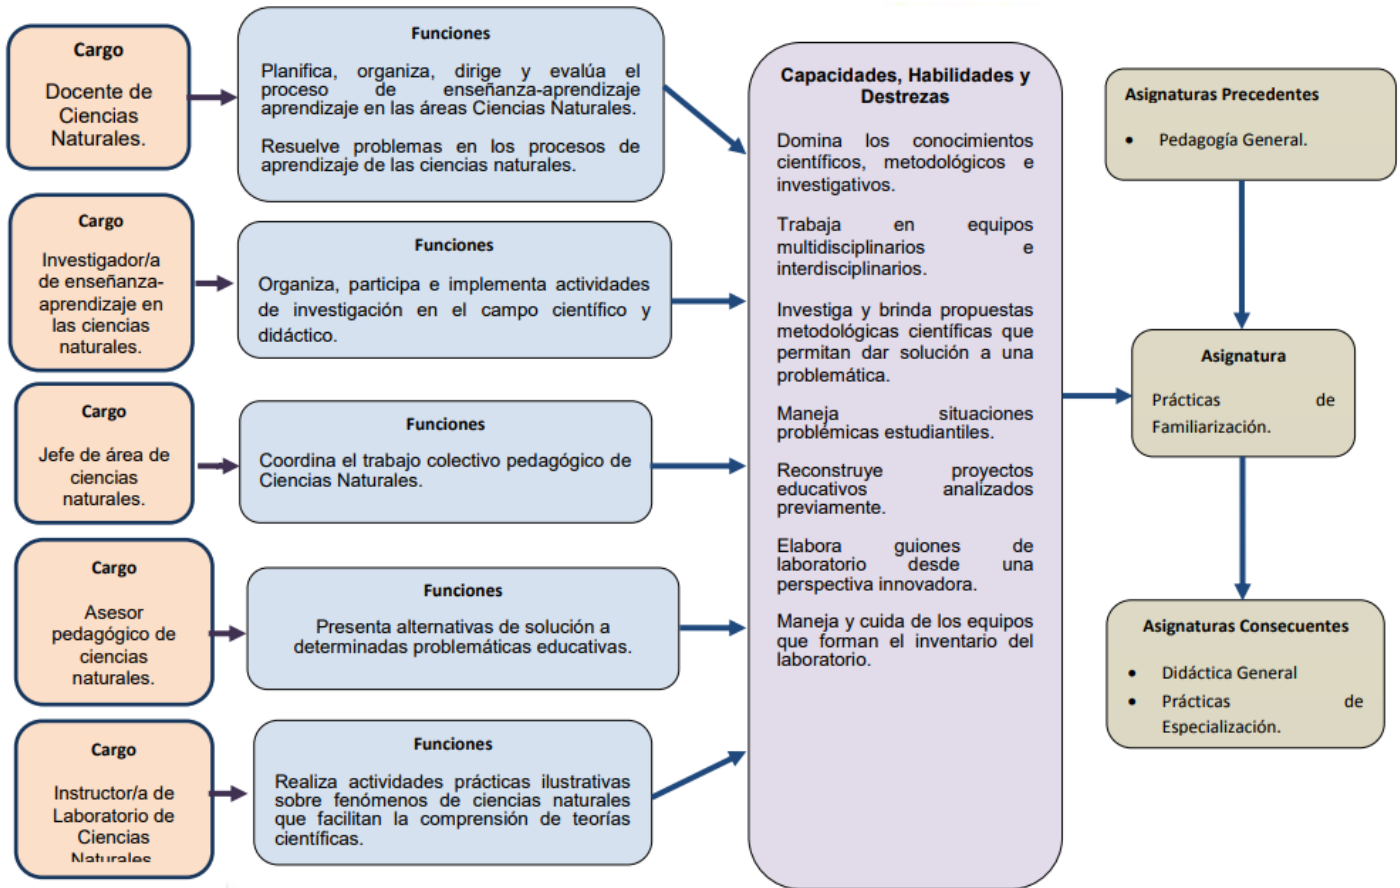 Cargo
Docente de
Ciencias
Naturales.
Funciones
Planifica, organiza, dirige y evalúa el
proceso de enseñanza-aprendizaje
aprendizaje en las áreas Ciencias Naturales.
Resuelve problemas en los procesos de
aprendizaje de las ciencias naturales.
Cargo
Investigador/a
de enseñanza-
aprendizaje en
las ciencias
naturales.
Funciones
Organiza, participa e implementa actividades
de investigación en el campo científico y
didáctico.
Cargo
Jefe de área de
ciencias
naturales.
Funciones
Coordina el trabajo colectivo pedagógico de
Ciencias Naturales.
Cargo
Asesor
pedagógico de
ciencias
naturales.
Funciones
Presenta alternativas de solución a
determinadas problemáticas educativas.
Cargo
Instructor/a de
Laboratorio de
Ciencias
Naturales
Funciones
Realiza actividades prácticas ilustrativas
sobre fenómenos de ciencias naturales
que facilitan la comprensión de teorías
científicas.
Capacidades, Habilidades y
Destrezas
Domina los conocimientos
científicos, metodológicos e
investigativos.
Trabaja en equipos
multidisciplinarios e
interdisciplinarios.
Investiga y brinda propuestas
metodológicas científicas que
permitan dar solución a una
problemática.
Maneja situaciones
problémicas estudiantiles.
Reconstruye proyectos
educativos analizados
previamente.
Elabora guiones de
laboratorio desde una
perspectiva innovadora.
Maneja y cuida de los equipos
que forman el inventario del
laboratorio.
Asignaturas Precedentes
• Pedagogía General.
Asignatura
Prácticas de
Familiarización.
Asignaturas Consecuentes
• Didáctica General
• Prácticas de
Especialización.